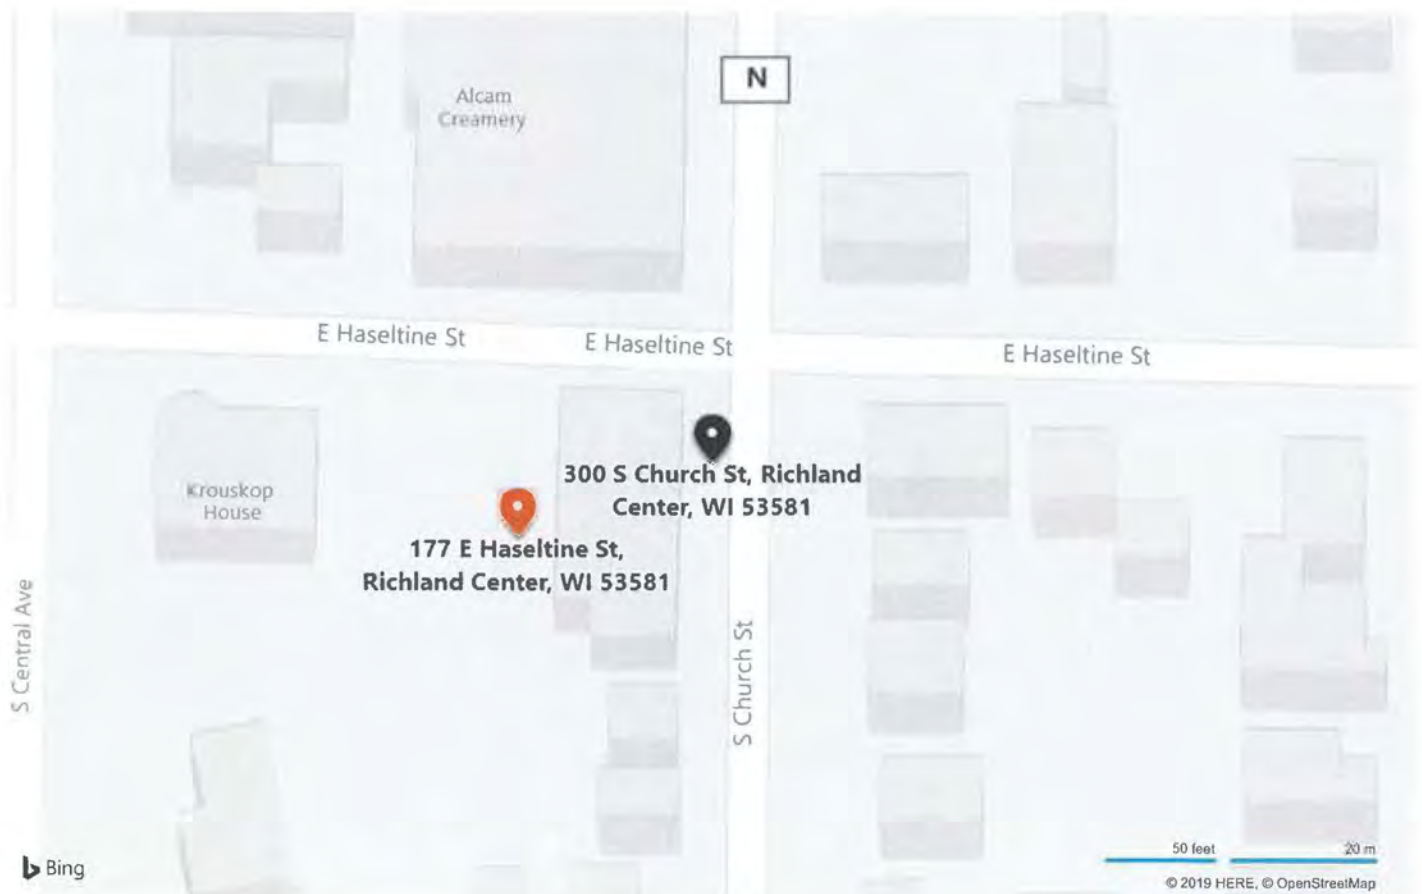 Alcam
Creamery
N
E Haseltine St
E Haseltine St
E Haseltine St
Krouskop
House
300 S Church St, Richland
Center, WI 53581
177 E Haseltine St,
Richland Center, WI 53581
S Central Ave
S Church St
Bing
50 feet
20 m
© 2019 HERE, © OpenStreetMap